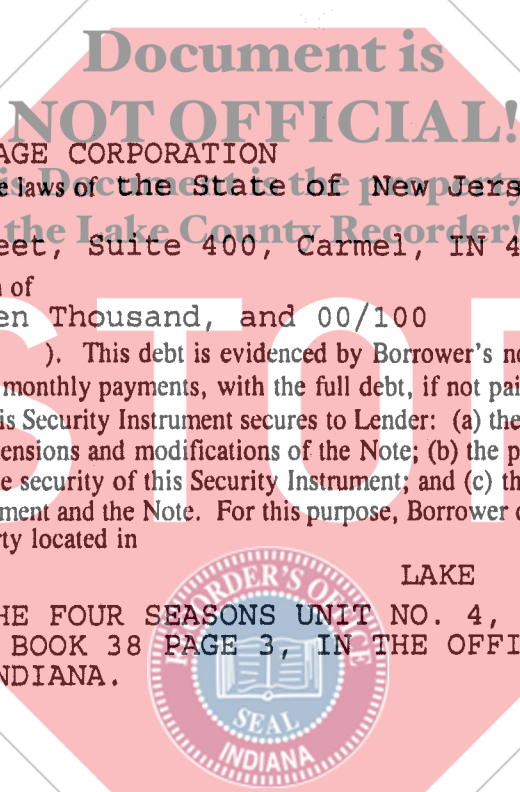 Document is
NOT OFFICIAL!
AGE CORPORATION
This Document is the property
e laws of the State of New Jers
the Lake County Recorder!
eet, Suite 400, Carmel, IN 4
of
en Thousand, and 00/100
). This debt is evidenced by Borrower's no
monthly payments, with the full debt, if not pai
is Security Instrument secures to Lender: (a) the
ensions and modifications of the Note; (b) the p
e security of this Security Instrument; and (c) th
ment and the Note. For this purpose, Borrower d
rty located in
STOP
LAKE
HE FOUR SEASONS UNIT NO. 4,
BOOK 38 PAGE 3, IN THE OFFI
NDIANA.
RECORDER'S OFFICE
SEAL
INDIANA